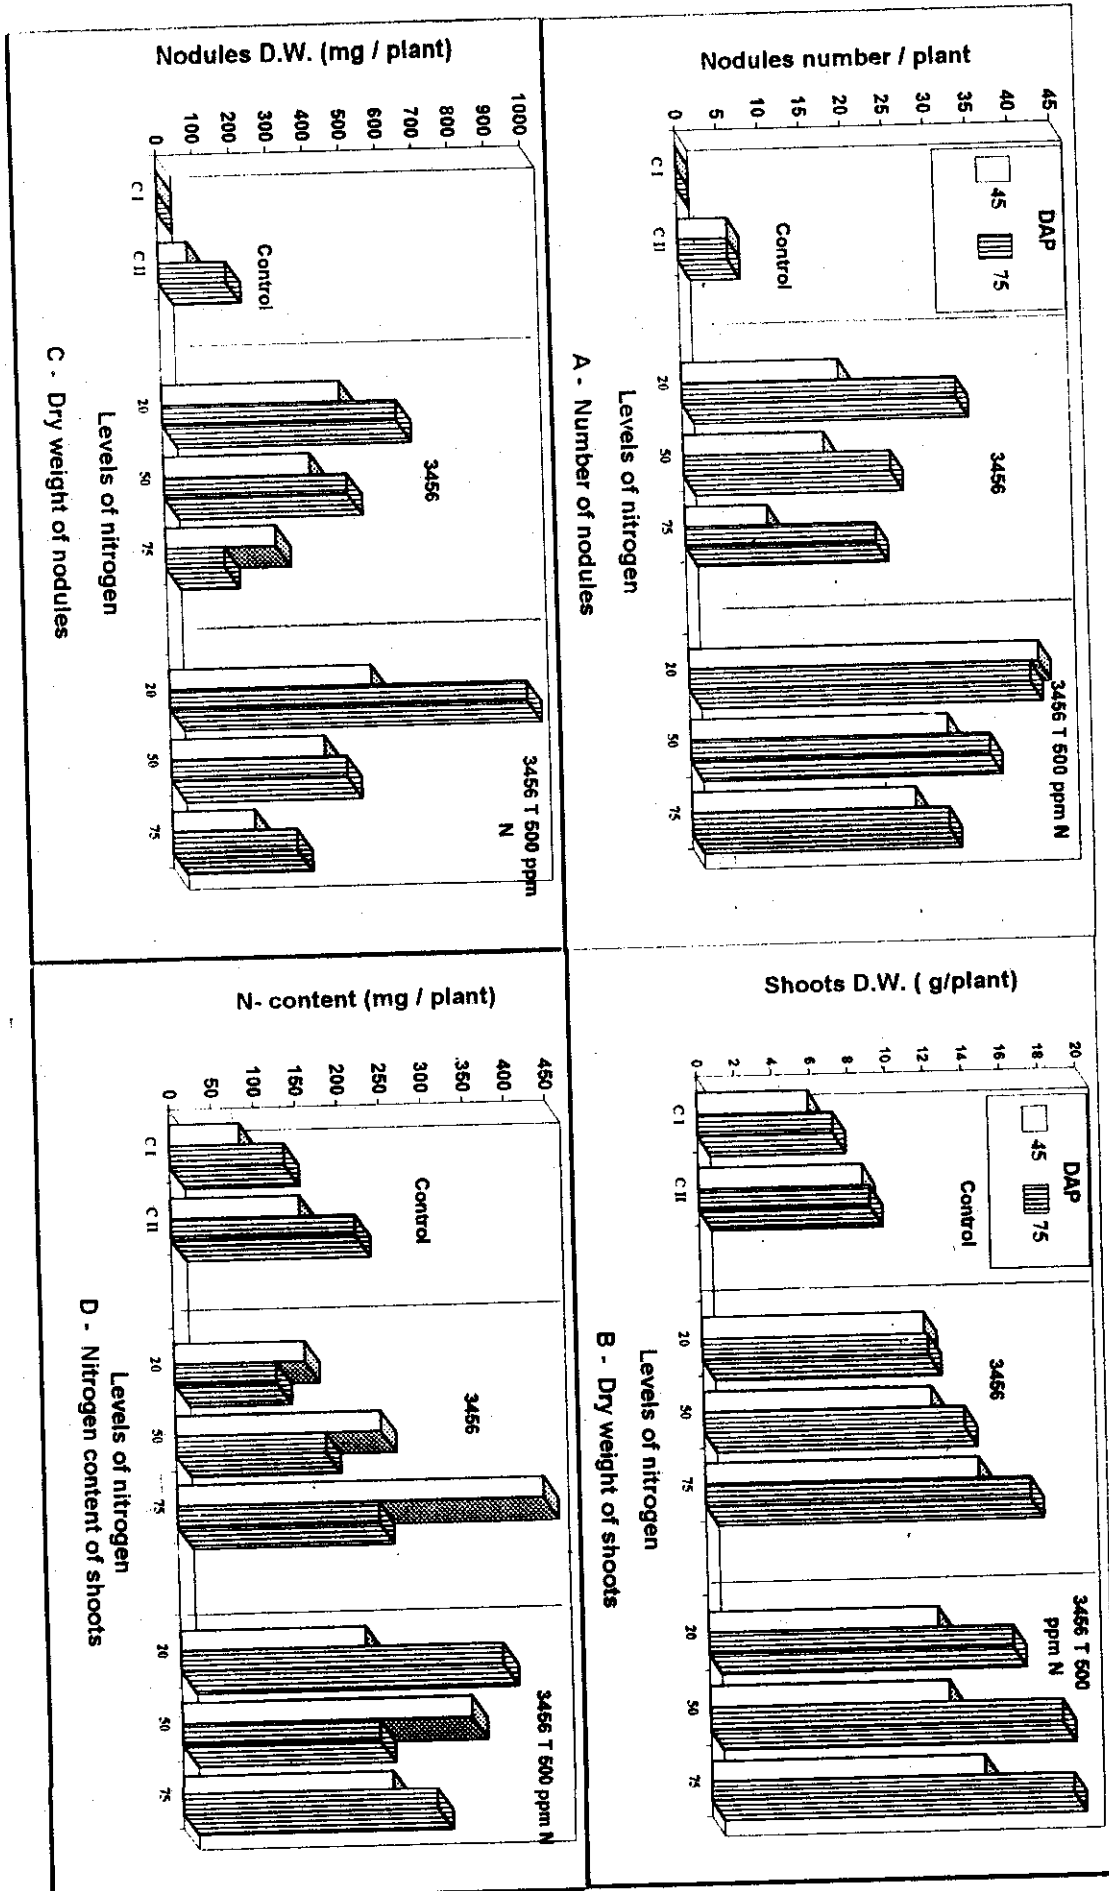 Nodules number / plant
0
5
10
15
20
25
30
35
40
45
DAP
45
75
Control
3456
3456 T 500 ppm N
C I
C II
20
50
75
20
50
75
Levels of nitrogen
A - Number of nodules
Shoots D.W. ( g/plant)
0
2
4
6
8
10
12
14
16
18
20
DAP
45
75
Control
3456
3456 T 500
ppm N
C I
C II
20
50
75
20
50
75
Levels of nitrogen
B - Dry weight of shoots
Nodules D.W. (mg / plant)
0
100
200
300
400
500
600
700
800
900
1000
Control
3456
3456 T 500 ppm
N
C I
C II
20
50
75
20
50
75
Levels of nitrogen
C - Dry weight of nodules
N- content (mg / plant)
0
50
100
150
200
250
300
350
400
450
Control
3456
3456 T 500 ppm N
C I
C II
20
50
75
20
50
75
Levels of nitrogen
D - Nitrogen content of shoots